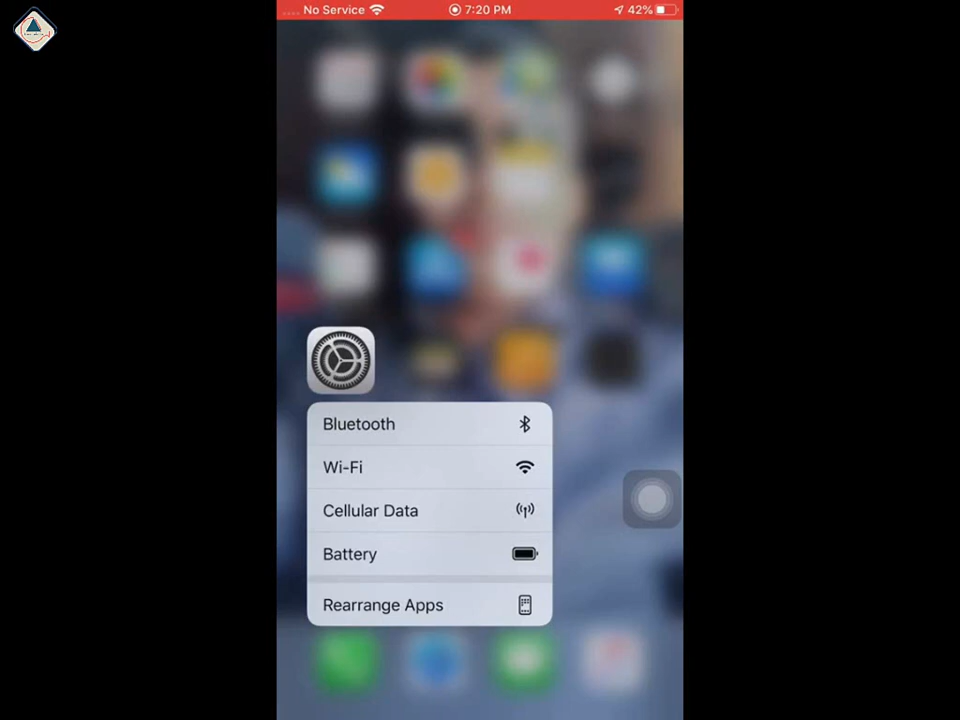 No Service 7:20 PM 42%
Bluetooth
Wi-Fi
Cellular Data
Battery
Rearrange Apps